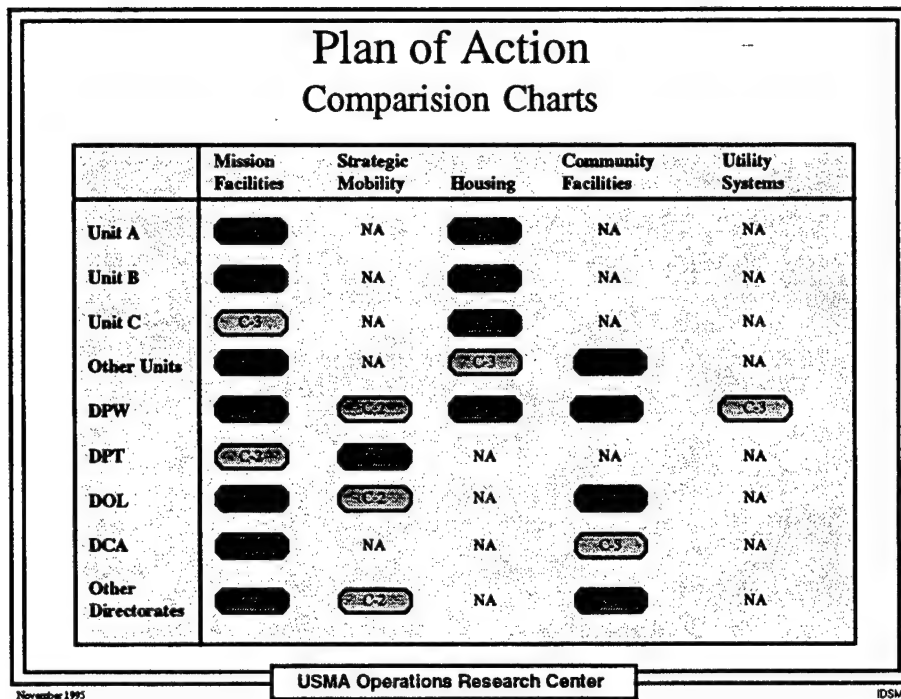 Plan of Action
Comparision Charts
Mission Facilities Strategic Mobility Housing Community Facilities Utility Systems
Unit A NA NA NA
Unit B NA NA NA
Unit C C-3 NA NA NA
Other Units NA C-3 NA
DPW C-2 C-3
DPT C-2 NA NA NA
DOL C-2 NA NA
DCA NA NA C-3 NA
Other Directorates C-2 NA NA
USMA Operations Research Center
November 1995 IDSM